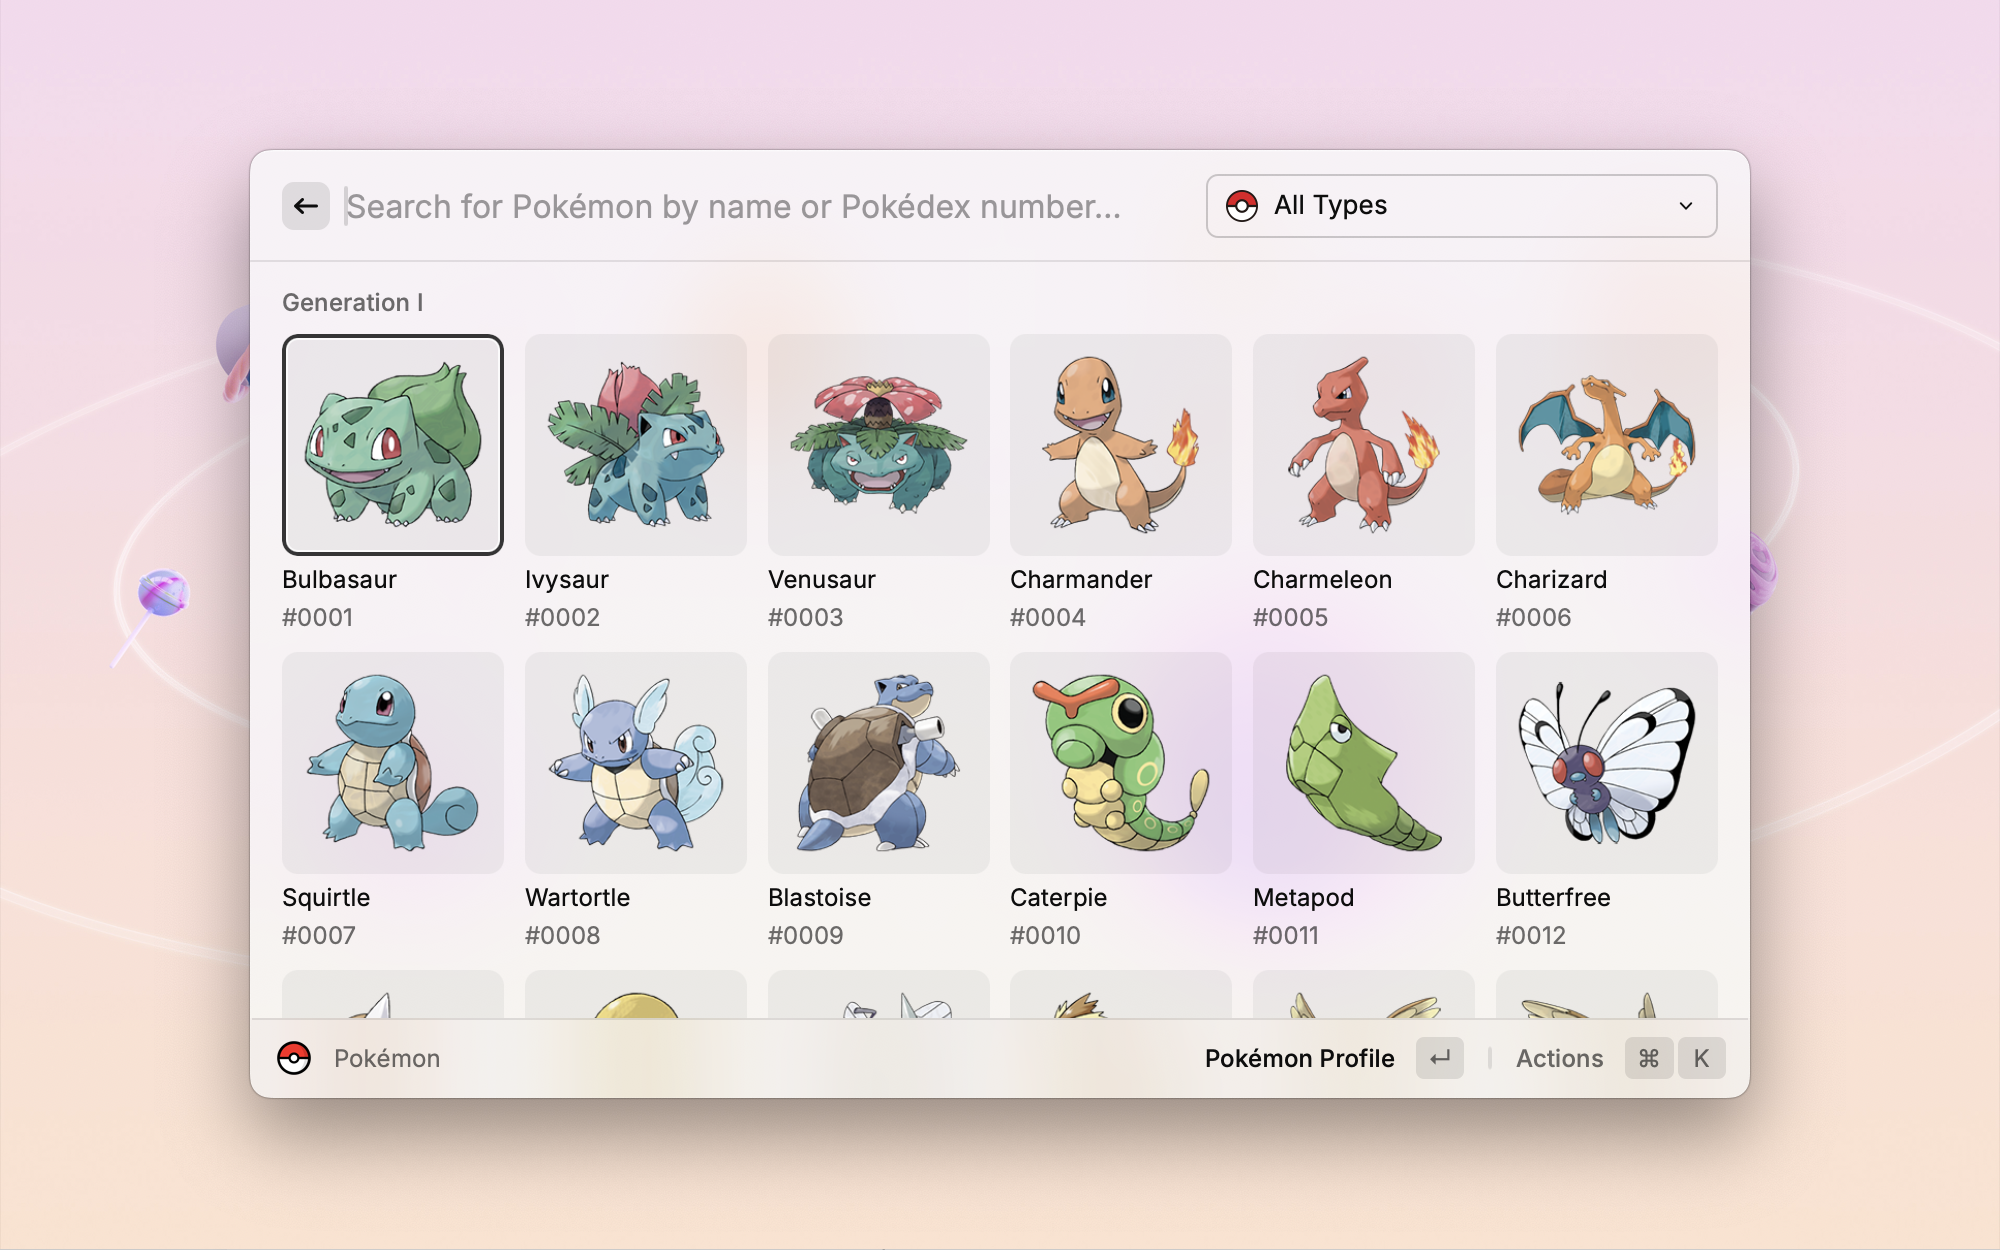 Search for Pokémon by name or Pokédex number...
All Types
Generation I
Bulbasaur
#0001
Ivysaur
#0002
Venusaur
#0003
Charmander
#0004
Charmeleon
#0005
Charizard
#0006
Squirtle
#0007
Wartortle
#0008
Blastoise
#0009
Caterpie
#0010
Metapod
#0011
Butterfree
#0012
Pokémon
Pokémon Profile ↵
Actions ⌘ K